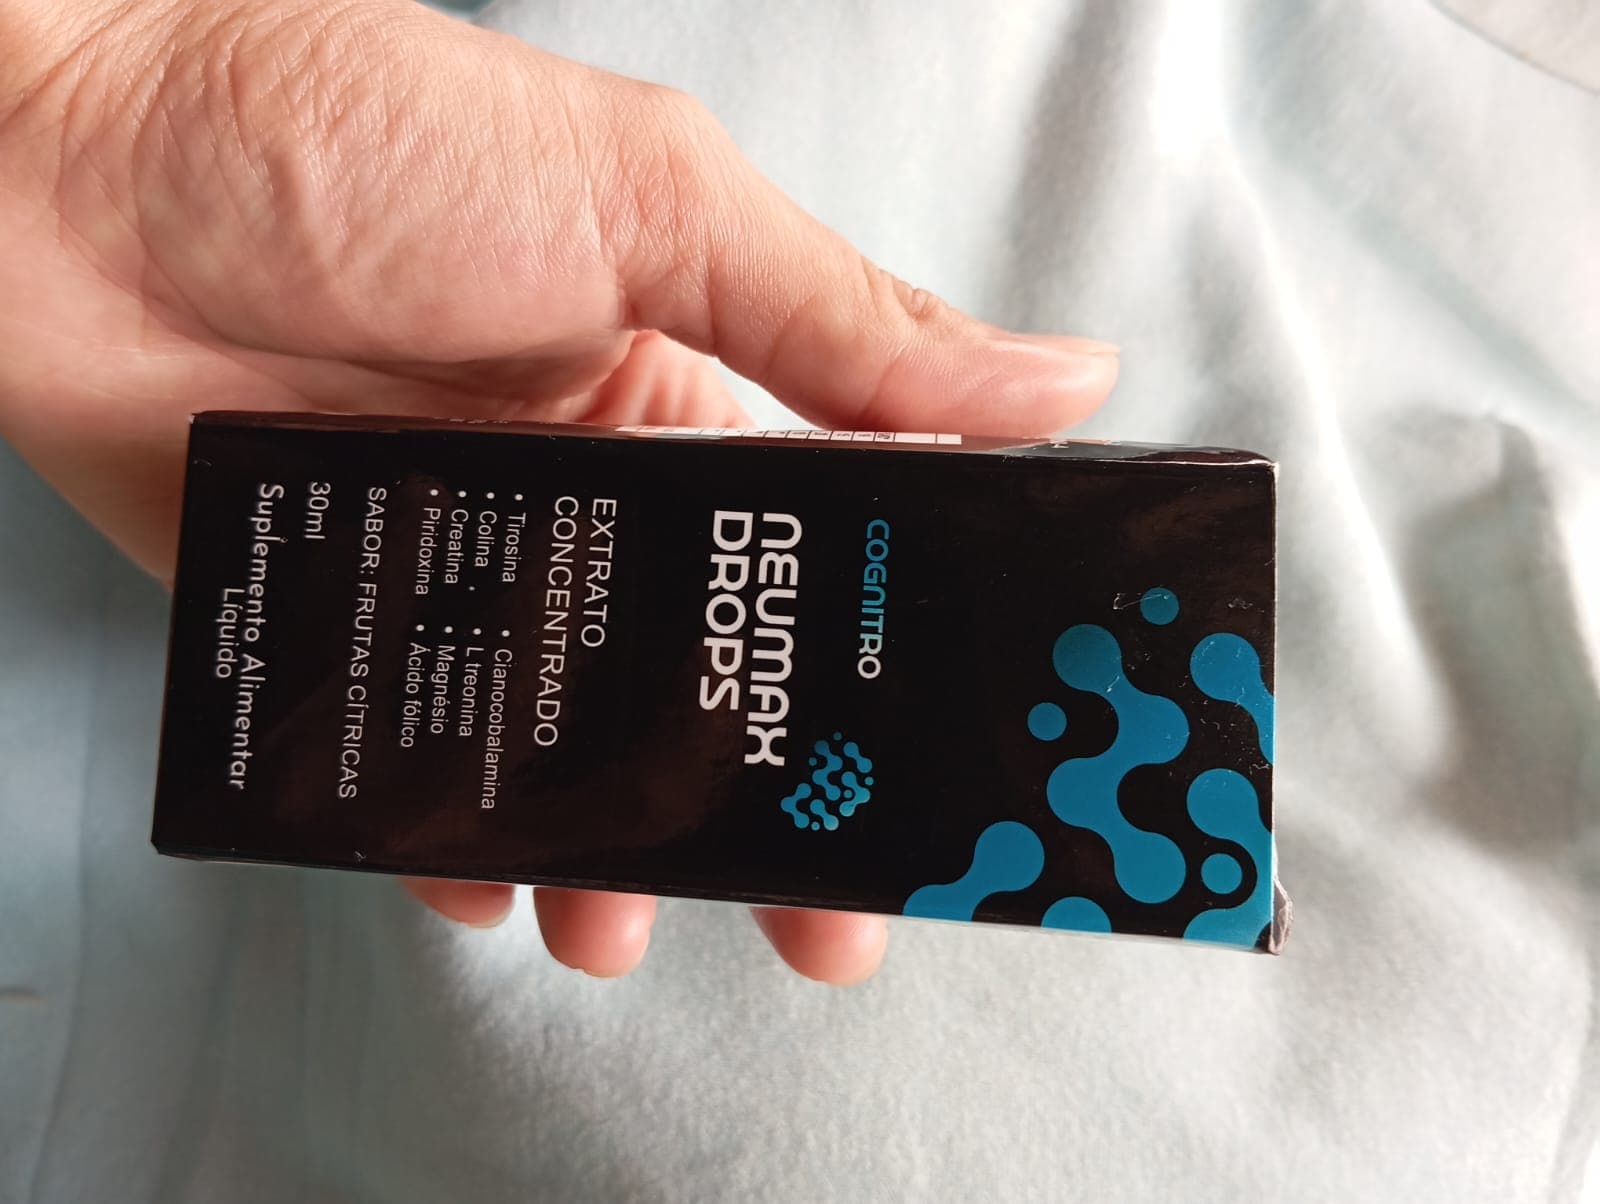 COGNITRO
NEUMAX
DROPS
EXTRATO
CONCENTRADO
• Tirosina • Cianocobalamina
• Colina • L treonina
• Creatina • Magnésio
• Piridoxina • Ácido fólico
SABOR: FRUTAS CÍTRICAS
30ml
Suplemento Alimentar
Líquido